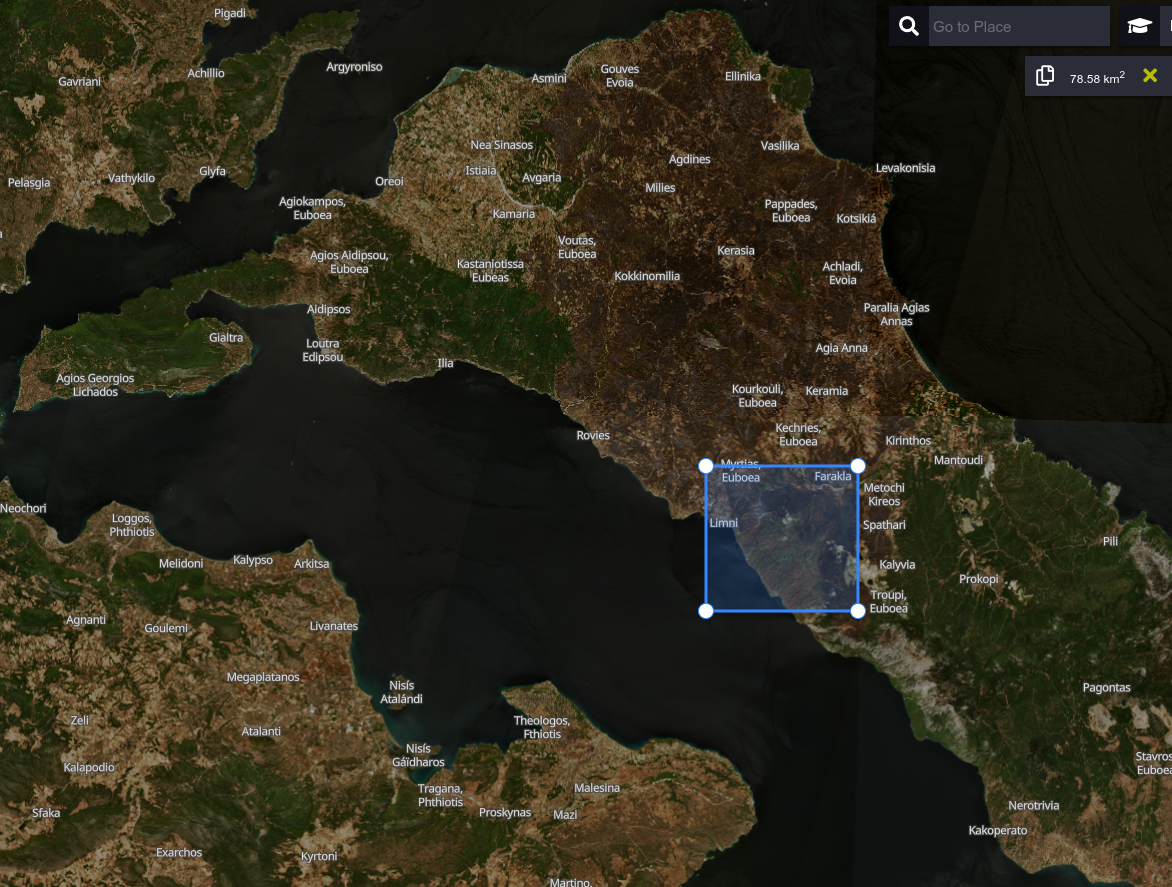 Pigadi
Go to Place
78.58 km2
Argyroniso
Achillio
Gavriani
Asmini
Gouves
Evoia
Ellinika
Nea Sinasos
Vasilika
Agdines
Levakonisia
Istiaia
Avgaria
Glyfa
Vathykilo
Pelasgia
Oreoi
Milies
Agiokampos,
Euboea
Kamaria
Pappades,
Euboea
Kotsikiá
Voutas,
Euboea
Kerasia
Agios Aidipsou,
Euboea
Kastaniotissa
Eubeas
Kokkinomilia
Achladi,
Evoia
Aidipsos
Paralia Agias
Annas
Gialtra
Loutra
Edipsou
Agia Anna
Ilia
Agios Georgios
Lichados
Kourkouli,
Euboea
Keramia
Rovies
Kechries,
Euboea
Kirinthos
Mantoudi
Myrtias,
Euboea
Farakla
Metochi
Kireos
Neochori
Loggos,
Phthiotis
Limni
Spathari
Pili
Melidoni
Kalypso
Arkitsa
Kalyvia
Prokopi
Troupi,
Euboea
Agnanti
Goulemi
Livanates
Megaplatanos
Nisís
Atalándi
Pagontas
Zeli
Atalanti
Theologos,
Fthiotis
Nisís
Gáïdharos
Stavros
Euboea
Kalapodio
Tragana,
Phthiotis
Malesina
Sfaka
Proskynas
Mazi
Nerotrivia
Kakoperato
Exarchos
Kyrtoni
Martino,